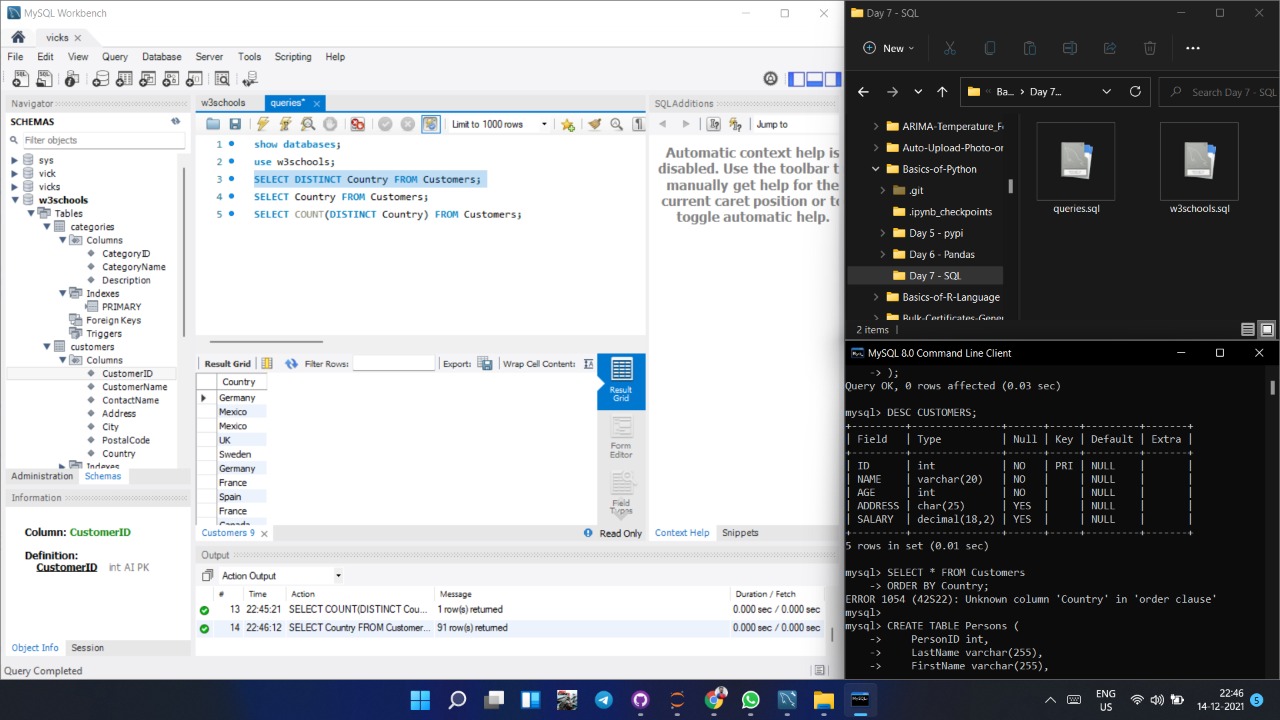 MySQL Workbench
vicks
File Edit View Query Database Server Tools Scripting Help
Navigator
SCHEMAS
Filter objects
sys
vick
vicks
w3schools
Tables
categories
Columns
CategoryID
CategoryName
Description
Indexes
PRIMARY
Foreign Keys
Triggers
customers
Columns
CustomerID
CustomerName
ContactName
Address
City
PostalCode
Country
Indexes
Administration Schemas
Information
Column: CustomerID
Definition:
CustomerID int AI PK
Object Info Session
Query Completed
w3schools queries*
Limit to 1000 rows
1 show databases;
2 use w3schools;
3 SELECT DISTINCT Country FROM Customers;
4 SELECT Country FROM Customers;
5 SELECT COUNT(DISTINCT Country) FROM Customers;
Result Grid Filter Rows: Export: Wrap Cell Content:
Country
Germany
Mexico
Mexico
UK
Sweden
Germany
France
Spain
France
Canada
Result
Grid
Form
Editor
Field
Types
Customers 9
Read Only
SQLAdditions
Jump to
Automatic context help is
disabled. Use the toolbar t
manually get help for the
current caret position or to
toggle automatic help.
Context Help Snippets
Output
Action Output
# Time Action Message Duration / Fetch
13 22:45:21 SELECT COUNT(DISTINCT Cou... 1 row(s) returned 0.000 sec / 0.000 sec
14 22:46:12 SELECT Country FROM Customer... 91 row(s) returned 0.000 sec / 0.000 sec
Day 7 - SQL
New
Ba... Day 7...
Search Day 7 - SQL
ARIMA-Temperature_Fo
Auto-Upload-Photo-or
Basics-of-Python
.git
.ipynb_checkpoints
Day 5 - pypi
Day 6 - Pandas
Day 7 - SQL
Basics-of-R-Language
Bulk-Certificates-Gener
queries.sql
w3schools.sql
2 items
MySQL 8.0 Command Line Client
-> );
Query OK, 0 rows affected (0.03 sec)
mysql> DESC CUSTOMERS;
+---------+---------------+------+-----+---------+-------+
| Field | Type | Null | Key | Default | Extra |
+---------+---------------+------+-----+---------+-------+
| ID | int | NO | PRI | NULL | |
| NAME | varchar(20) | NO | | NULL | |
| AGE | int | NO | | NULL | |
| ADDRESS | char(25) | YES | | NULL | |
| SALARY | decimal(18,2) | YES | | NULL | |
+---------+---------------+------+-----+---------+-------+
5 rows in set (0.01 sec)
mysql> SELECT * FROM Customers
-> ORDER BY Country;
ERROR 1054 (42S22): Unknown column 'Country' in 'order clause'
mysql>
mysql> CREATE TABLE Persons (
-> PersonID int,
-> LastName varchar(255),
-> FirstName varchar(255),
ENG
US
22:46
14-12-2021
5